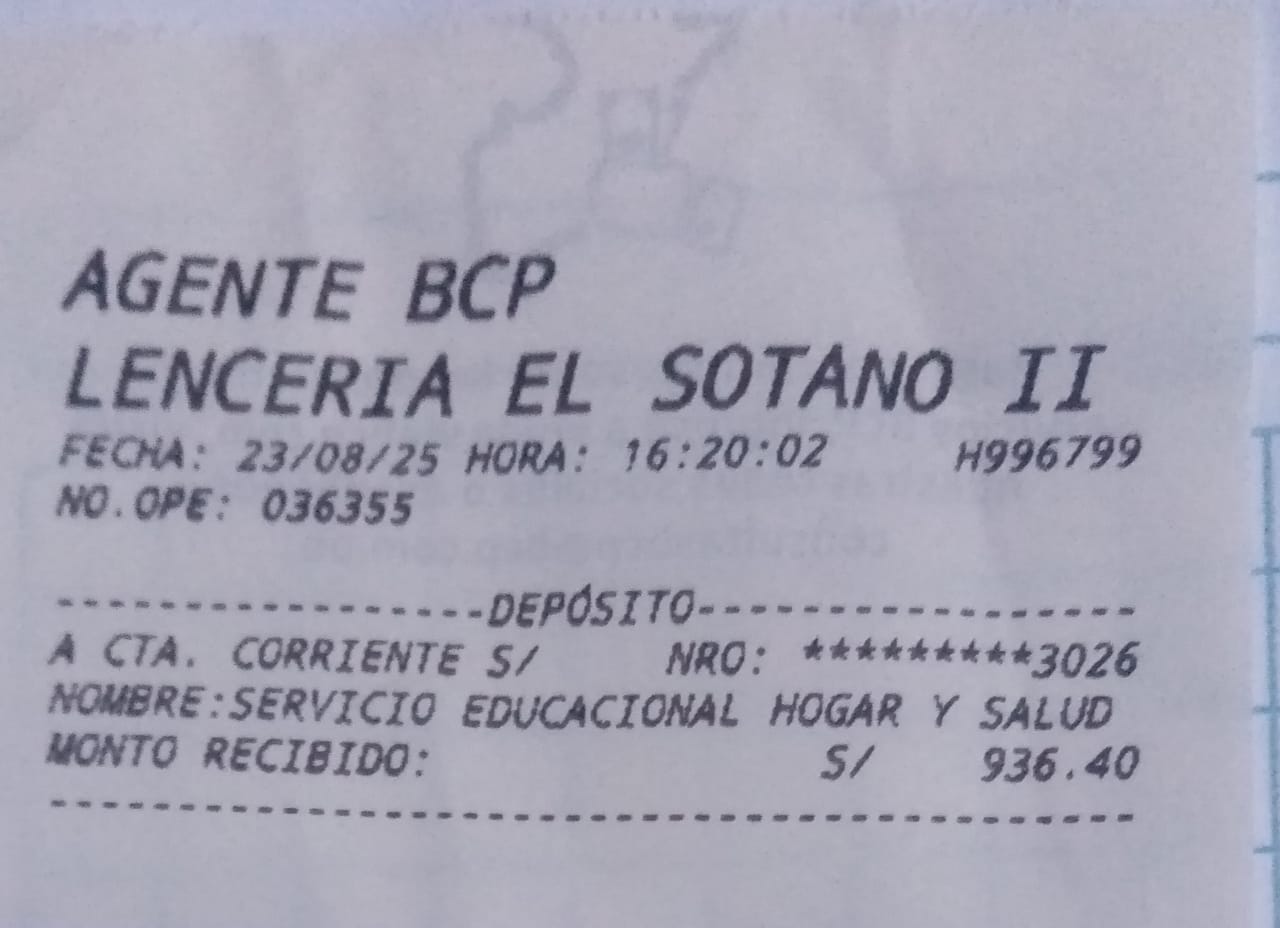 AGENTE BCP
LENCERIA EL SOTANO II
FECHA: 23/08/25 HORA: 16:20:02 H996799
NO.OPE: 036355
------------------DEPÓSITO------------------
A CTA. CORRIENTE S/ NRO: *********3026
NOMBRE:SERVICIO EDUCACIONAL HOGAR Y SALUD
MONTO RECIBIDO: S/ 936.40
--------------------------------------------